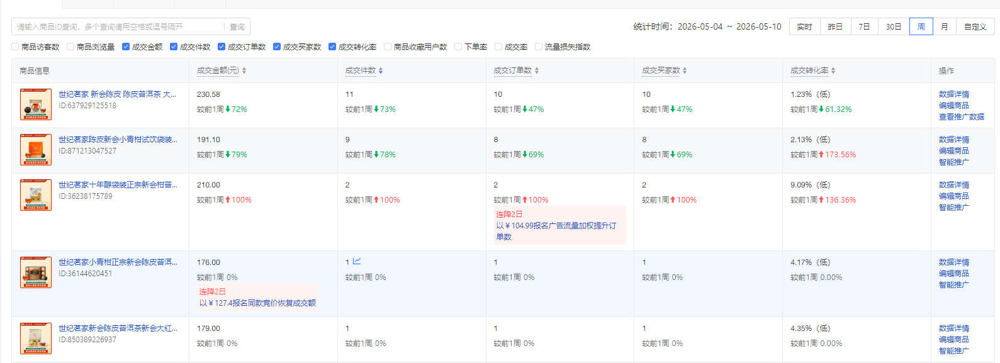 请输入商品ID查询，多个查询请用空格或逗号隔开 查询 统计时间：2026-05-04 ~ 2026-05-10 实时 昨日 7日 30日 周 月 自定义
商品访客数 商品浏览量 成交金额 成交件数 成交订单数 成交买家数 成交转化率 商品收藏用户数 下单率 成交率 流量损失指数
商品信息 成交金额(元) 成交件数 成交订单数 成交买家数 成交转化率 操作
世纪茗家 新会陈皮 陈皮普洱茶 大... 230.58 11 10 10 1.23%（低） 数据详情
ID:637929125518 较前1周 72% 较前1周 73% 较前1周 47% 较前1周 47% 较前1周 61.32% 编辑商品
查看推广数据
世纪茗家陈皮新会小青柑试饮袋装... 191.10 9 8 8 2.13%（低） 数据详情
ID:871213047527 较前1周 79% 较前1周 78% 较前1周 69% 较前1周 69% 较前1周 173.56% 编辑商品
智能推广
世纪茗家十年醇袋装正宗新会柑普... 210.00 2 2 2 9.09%（低） 数据详情
ID:36238175789 较前1周 100% 较前1周 100% 较前1周 100% 较前1周 100% 较前1周 136.36% 编辑商品
智能推广
连降2日
以￥104.99报名广告流量加权提升订
单数
世纪茗家小青柑正宗新会陈皮普洱... 176.00 1 1 1 4.17%（低） 数据详情
ID:36144620451 较前1周 0% 较前1周 0% 较前1周 0% 较前1周 0% 较前1周 0.00% 编辑商品
智能推广
连降2日
以￥127.4报名同款竞价恢复成交额
世纪茗家新会陈皮普洱茶新会大红... 179.00 1 1 1 4.35%（低） 数据详情
ID:850389226937 较前1周 0% 较前1周 0% 较前1周 0% 较前1周 0% 较前1周 0.00% 编辑商品
智能推广